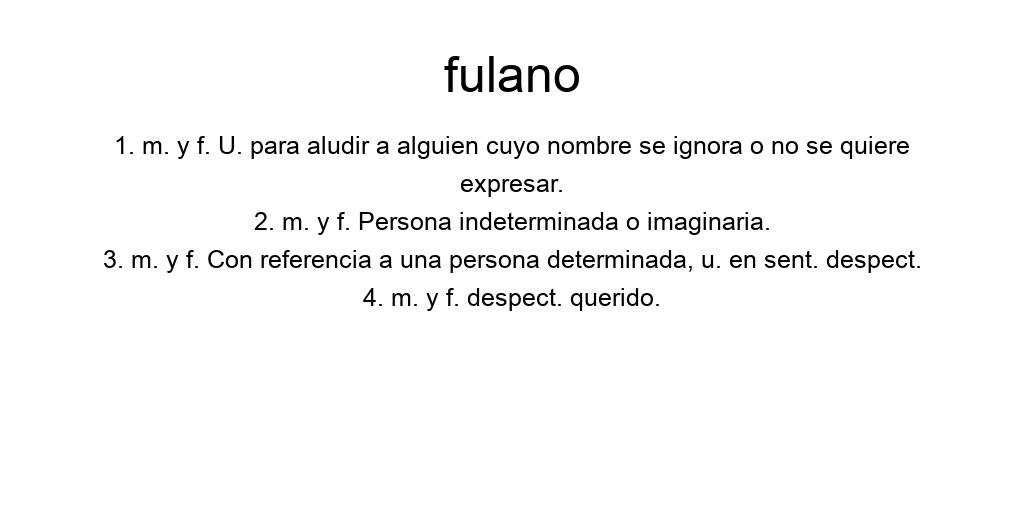 fulano
1. m. y f. U. para aludir a alguien cuyo nombre se ignora o no se quiere
expresar.
2. m. y f. Persona indeterminada o imaginaria.
3. m. y f. Con referencia a una persona determinada, u. en sent. despect.
4. m. y f. despect. querido.